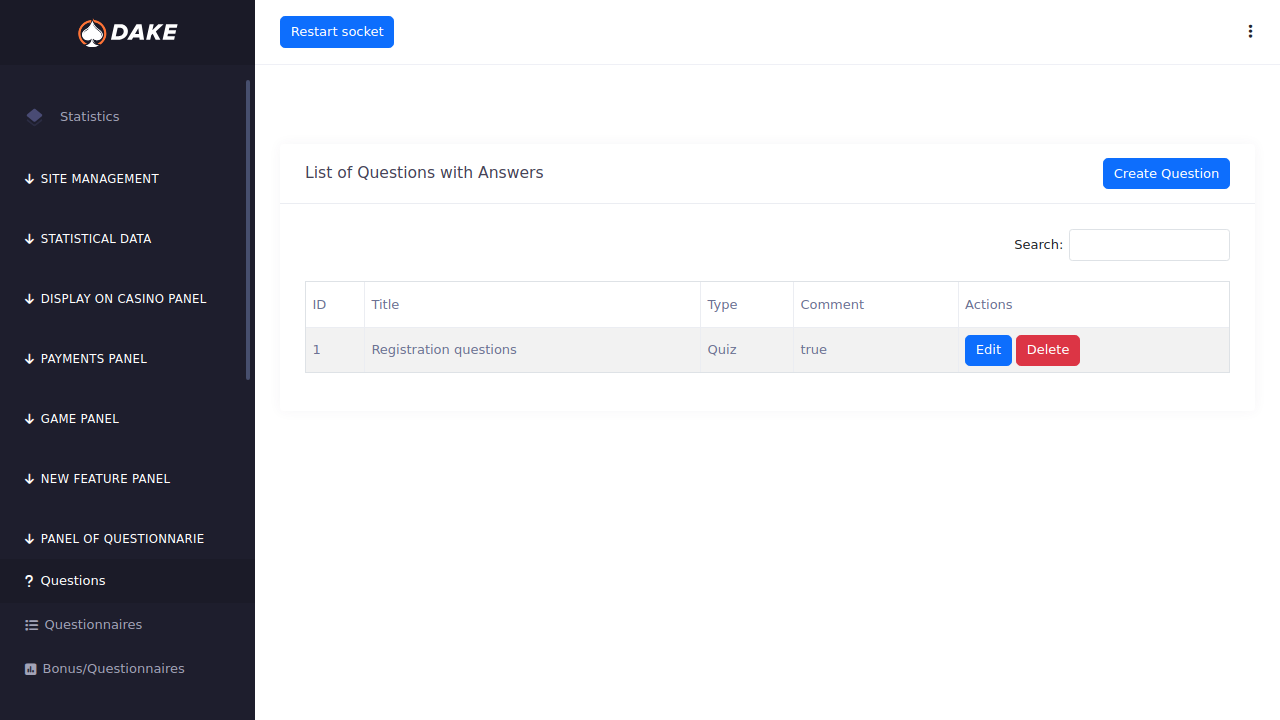 DAKE
Restart socket
Statistics
SITE MANAGEMENT
STATISTICAL DATA
DISPLAY ON CASINO PANEL
PAYMENTS PANEL
GAME PANEL
NEW FEATURE PANEL
PANEL OF QUESTIONNARIE
Questions
Questionnaires
Bonus/Questionnaires
List of Questions with Answers
Create Question
Search:
ID Title Type Comment Actions
1 Registration questions Quiz true Edit Delete